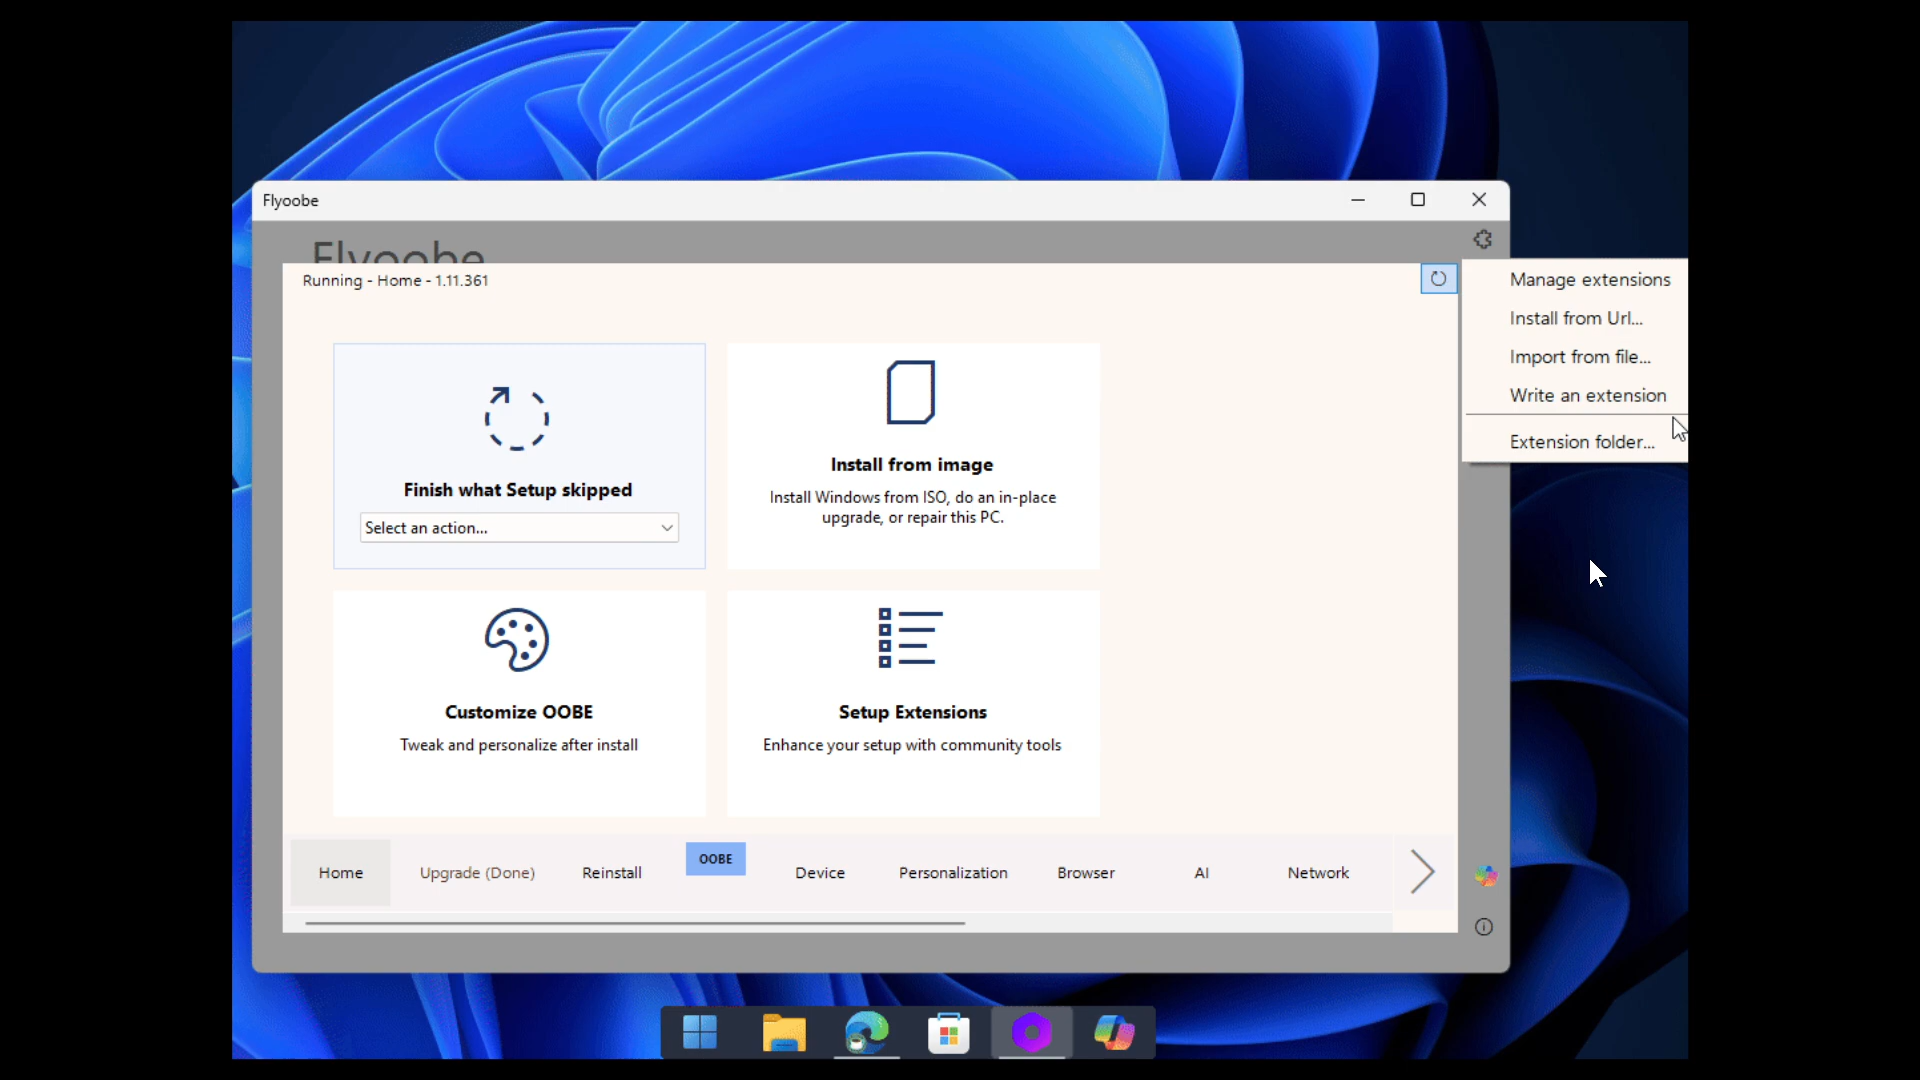 Flyoobe
Flyoobe
Running - Home - 1.11.361
Manage extensions
Install from Url...
Import from file...
Write an extension
Extension folder...
Finish what Setup skipped
Select an action...
Install from image
Install Windows from ISO, do an in-place
upgrade, or repair this PC.
Customize OOBE
Tweak and personalize after install
Setup Extensions
Enhance your setup with community tools
Home
Upgrade (Done)
Reinstall
OOBE
Device
Personalization
Browser
AI
Network